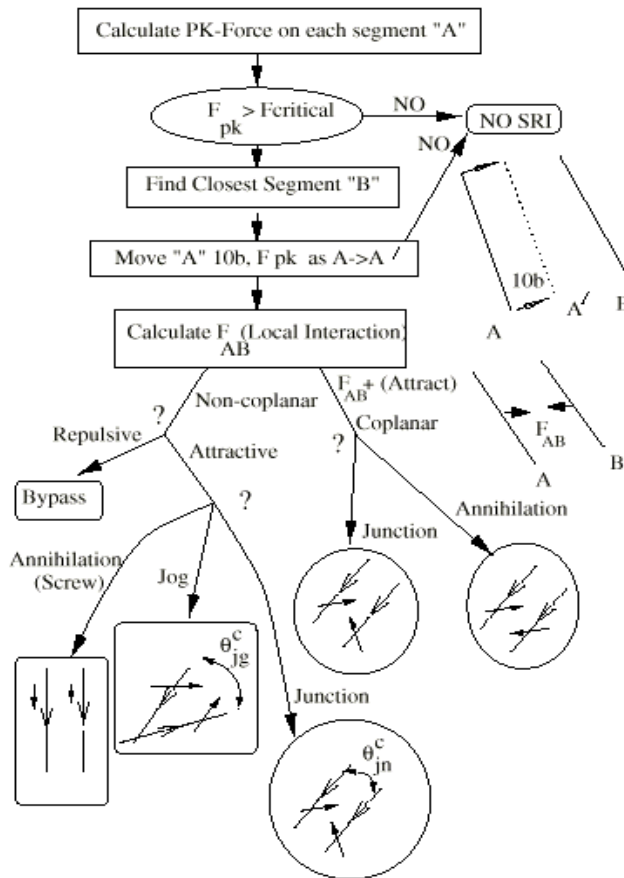 Calculate PK-Force on each segment "A"
F pk > Fcritical
NO
NO SRI
NO
Find Closest Segment "B"
Move "A" 10b, F pk as A->A ′
10b
A
A′
B
Calculate F AB (Local Interaction)
Non-coplanar
F AB + (Attract)
?
Coplanar
?
Repulsive
Attractive
F AB
A
B
Bypass
?
Annihilation
(Screw)
Jog
Junction
Annihilation
θ c jg
Junction
θ c jn